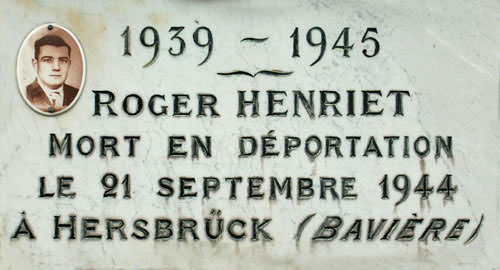 1939 - 1945
ROGER HENRIET
MORT EN DÉPORTATION
LE 21 SEPTEMBRE 1944
À HERSBRÜCK (BAVIÈRE)